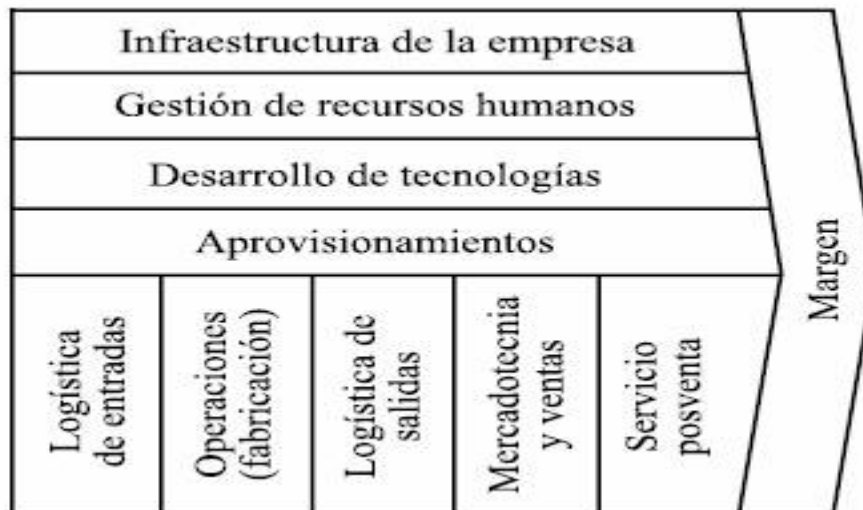 Infraestructura de la empresa
Gestión de recursos humanos
Desarrollo de tecnologías
Aprovisionamientos
Logística
de entradas
Operaciones
(fabricación)
Logística de
salidas
Mercadotecnia
y ventas
Servicio
posventa
Margen